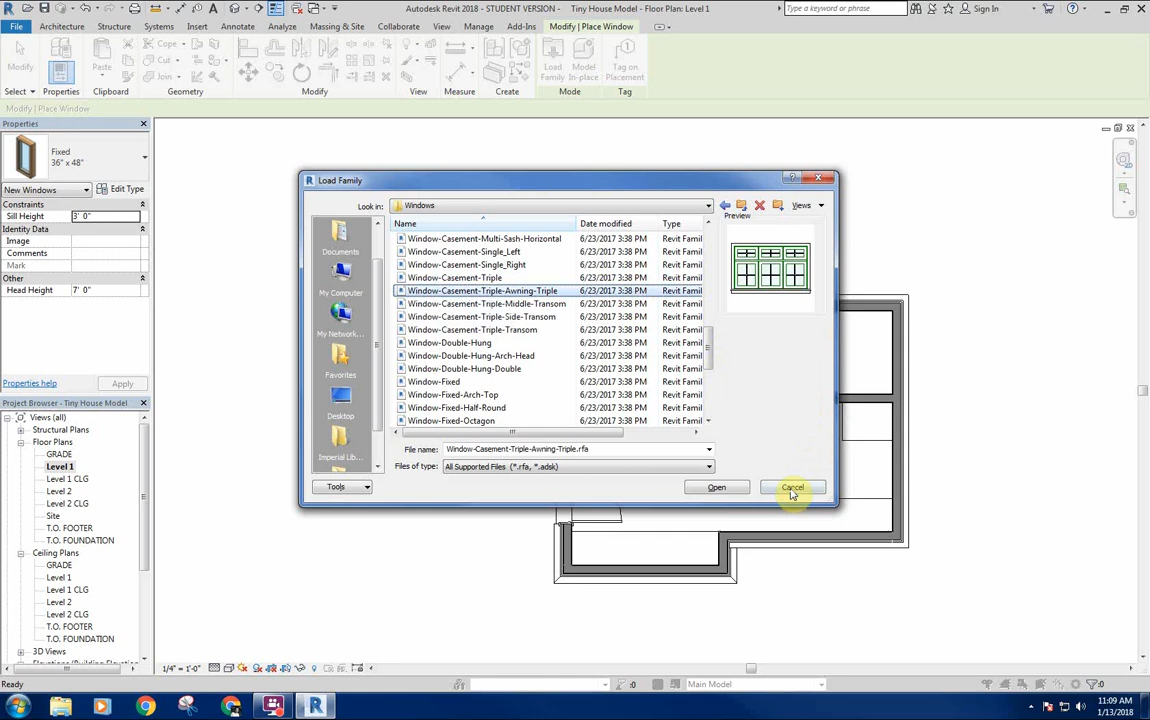 Autodesk Revit 2018 - STUDENT VERSION - Tiny House Model - Floor Plan: Level 1
Type a keyword or phrase
Sign In
File Architecture Structure Systems Insert Annotate Analyze Massing & Site Collaborate View Manage Add-Ins Modify | Place Window
Modify
Properties
Paste
Cope
Cut
Join
Load Family
Model In-place
Tag on Placement
Select Properties Clipboard Geometry Modify View Measure Create Mode Tag
Modify | Place Window
Properties
Fixed
36" x 48"
New Windows
Edit Type
Constraints
Sill Height 3' 0"
Identity Data
Image
Comments
Mark
Other
Head Height 7' 0"
Properties help
Apply
Project Browser - Tiny House Model
Views (all)
Structural Plans
Floor Plans
GRADE
Level 1
Level 1 CLG
Level 2
Level 2 CLG
Site
T.O. FOOTER
T.O. FOUNDATION
Ceiling Plans
GRADE
Level 1
Level 1 CLG
Level 2
Level 2 CLG
T.O. FOOTER
T.O. FOUNDATION
3D Views
Elevations (Building Elevation
Load Family
Look in: Windows
Views
Documents
My Computer
My Network...
Favorites
Desktop
Imperial Lib...
Name Date modified Type
Window-Casement-Multi-Sash-Horizontal 6/23/2017 3:38 PM Revit Famil
Window-Casement-Single_Left 6/23/2017 3:38 PM Revit Famil
Window-Casement-Single_Right 6/23/2017 3:38 PM Revit Famil
Window-Casement-Triple 6/23/2017 3:38 PM Revit Famil
Window-Casement-Triple-Awning-Triple 6/23/2017 3:38 PM Revit Famil
Window-Casement-Triple-Middle-Transom 6/23/2017 3:38 PM Revit Famil
Window-Casement-Triple-Side-Transom 6/23/2017 3:38 PM Revit Famil
Window-Casement-Triple-Transom 6/23/2017 3:38 PM Revit Famil
Window-Double-Hung 6/23/2017 3:38 PM Revit Famil
Window-Double-Hung-Arch-Head 6/23/2017 3:38 PM Revit Famil
Window-Double-Hung-Double 6/23/2017 3:38 PM Revit Famil
Window-Fixed 6/23/2017 3:38 PM Revit Famil
Window-Fixed-Arch-Top 6/23/2017 3:38 PM Revit Famil
Window-Fixed-Half-Round 6/23/2017 3:38 PM Revit Famil
Window-Fixed-Octagon 6/23/2017 3:38 PM Revit Famil
Preview
File name: Window-Casement-Triple-Awning-Triple.rfa
Files of type: All Supported Files (*.rfa, *.adsk)
Tools
Open
Cancel
1/4" = 1'-0"
Ready
:0
Main Model
:0
11:09 AM
1/13/2018